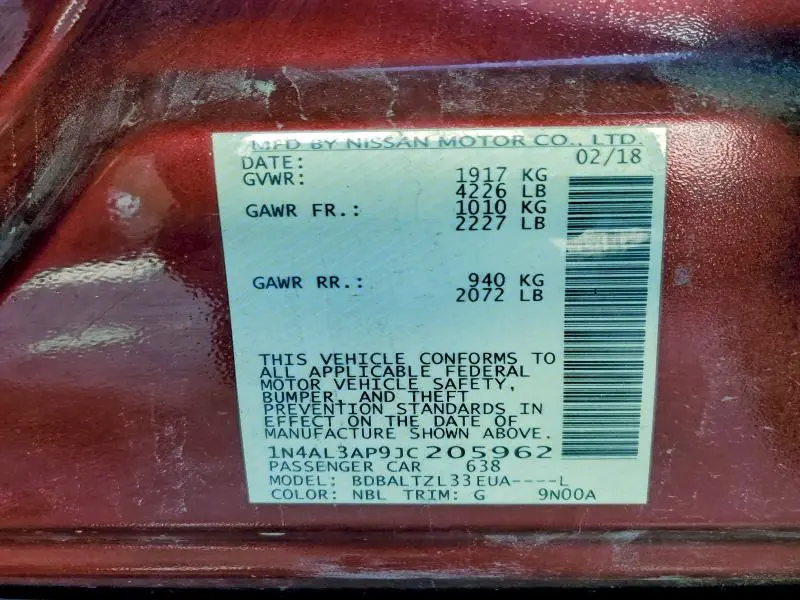 MFD BY NISSAN MOTOR CO., LTD.
DATE: 02/18
GVWR: 1917 KG
4226 LB
GAWR FR.: 1010 KG
2227 LB
GAWR RR.: 940 KG
2072 LB
THIS VEHICLE CONFORMS TO
ALL APPLICABLE FEDERAL
MOTOR VEHICLE SAFETY,
BUMPER, AND THEFT
PREVENTION STANDARDS IN
EFFECT ON THE DATE OF
MANUFACTURE SHOWN ABOVE.
1N4AL3AP9JC205962
PASSENGER CAR 638
MODEL: BDBALTZL33EUA----L
COLOR: NBL TRIM: G 9N00A